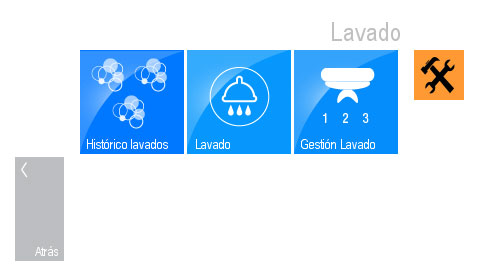 Lavado
1 2 3
Histórico lavados
Lavado
Gestión Lavado
Atrás